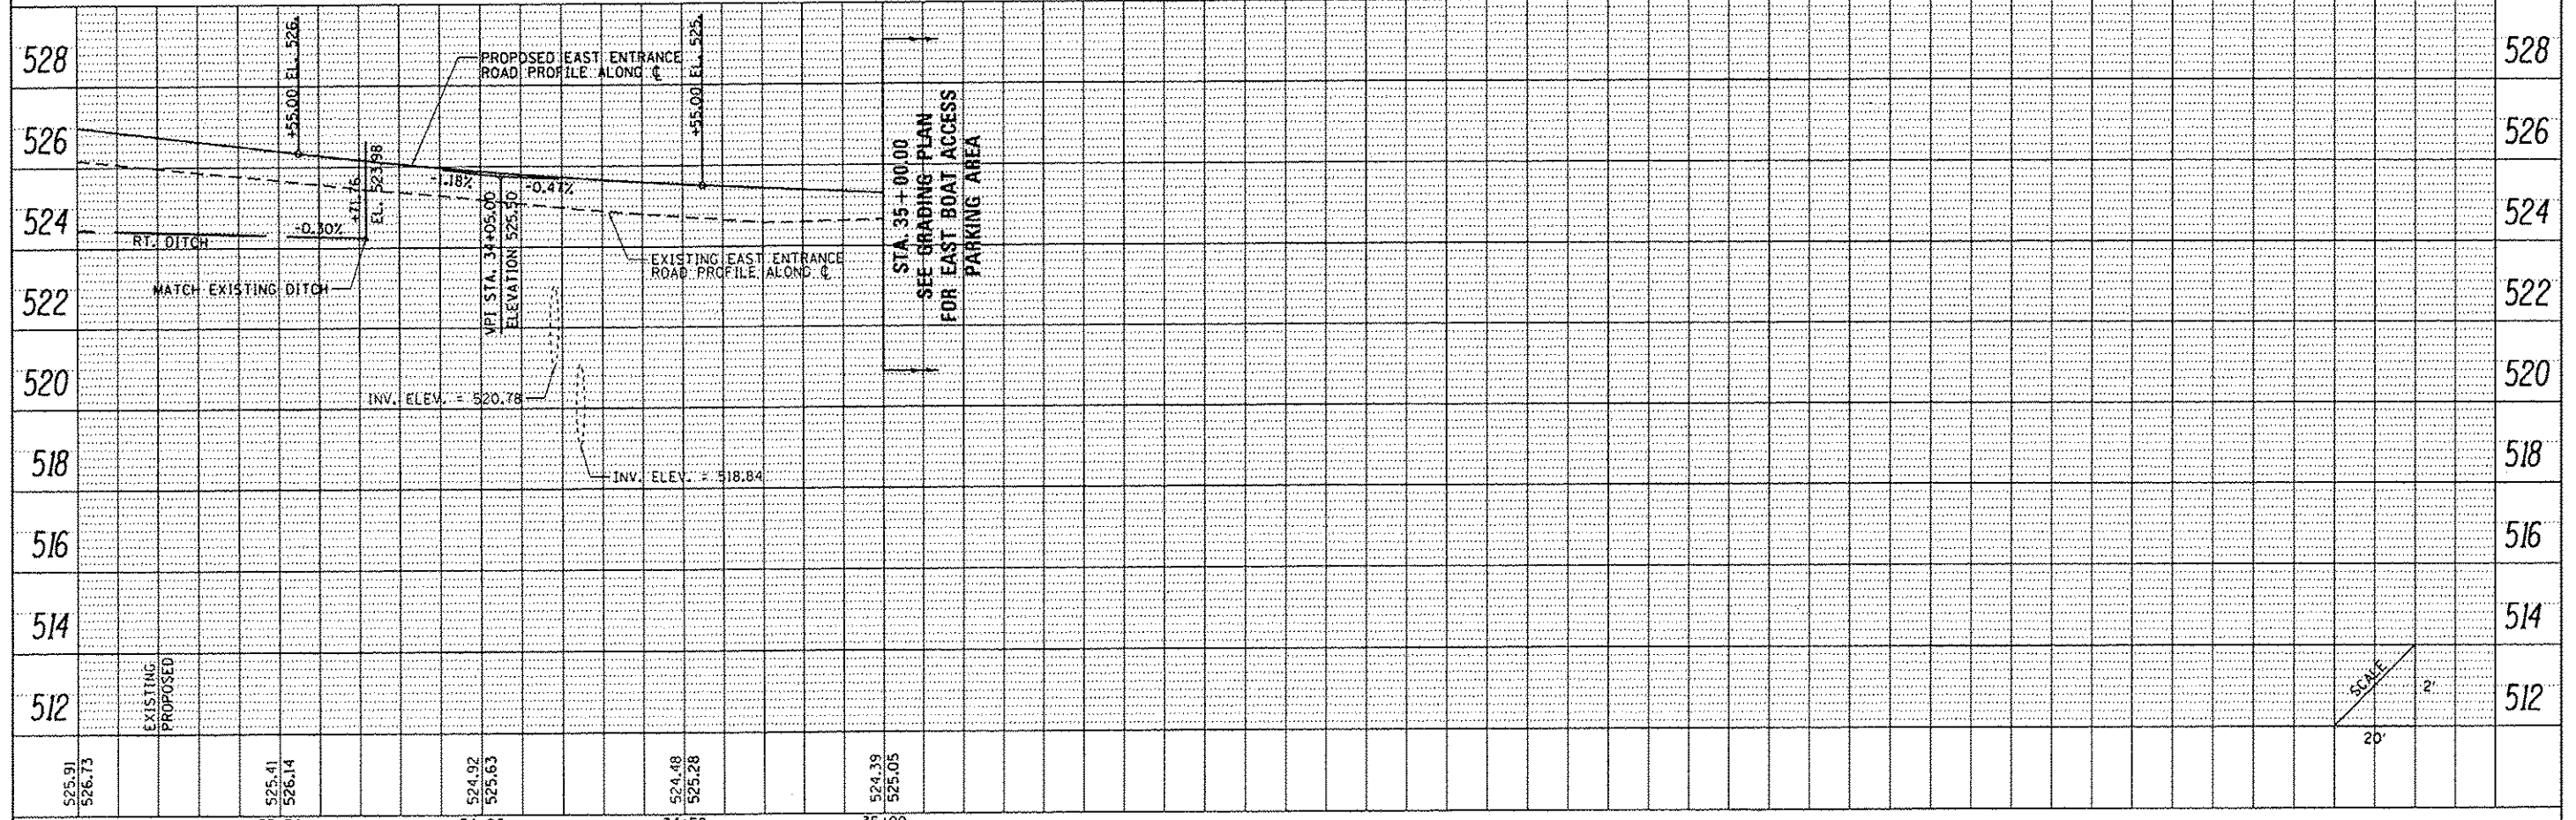 528
526
524
522
520
518
516
514
512
+55.00 EL. 526.
PROPOSED EAST ENTRANCE
ROAD PROFILE ALONG ℄
+55.00 EL. 525.
-1.18%
-0.47%
+71.76
EL. 523.98
RT. DITCH
-0.30%
MATCH EXISTING DITCH
VPI STA. 34+05.00
ELEVATION 525.50
EXISTING EAST ENTRANCE
ROAD PROFILE ALONG ℄
INV. ELEV. = 520.78
INV. ELEV. = 518.84
STA. 35+00.00
SEE GRADING PLAN
FOR EAST BOAT ACCESS
PARKING AREA
528
526
524
522
520
518
516
514
512
SCALE
2'
20'
EXISTING
PROPOSED
525.91
526.73
525.41
526.14
524.92
525.63
524.48
525.28
524.39
525.05
35+00